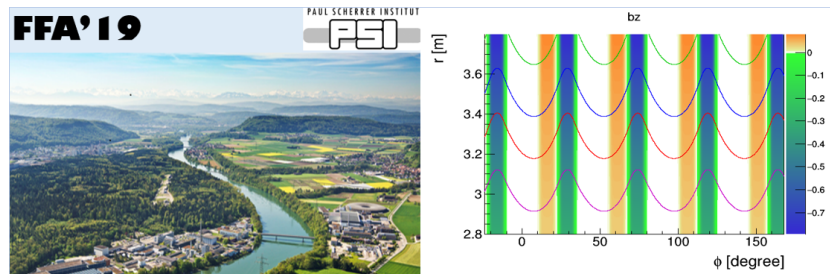 FFA'19
PAUL SCHERRER INSTITUT
PSI
bz
r [m]
3.6
3.4
3.2
3
2.8
0
50
100
150
ϕ [degree]
0
−0.1
−0.2
−0.3
−0.4
−0.5
−0.6
−0.7